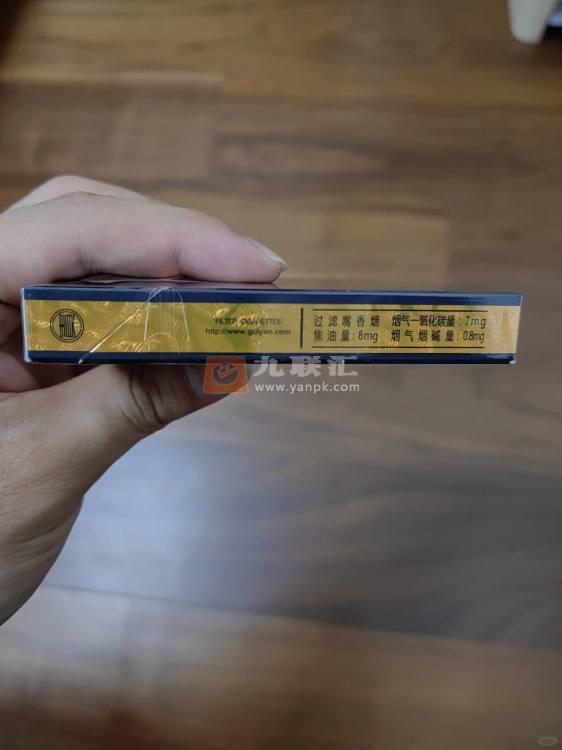 FILTER CIGARETTES
http://www.guiyan.com
过滤嘴香烟 烟气一氧化碳量：7mg
焦油量：8mg 烟气烟碱量：0.8mg
九联汇
www.yanpk.com